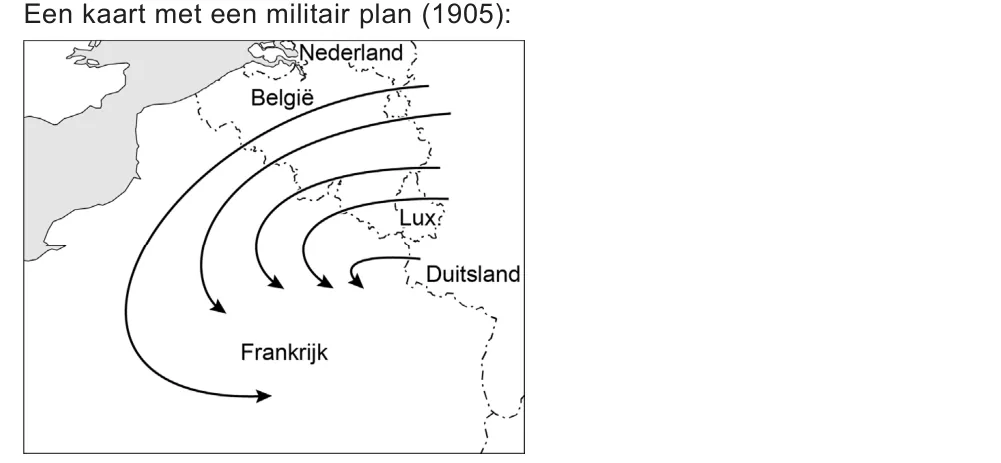 Een kaart met een militair plan (1905):
Nederland
België
Lux.
Duitsland
Frankrijk